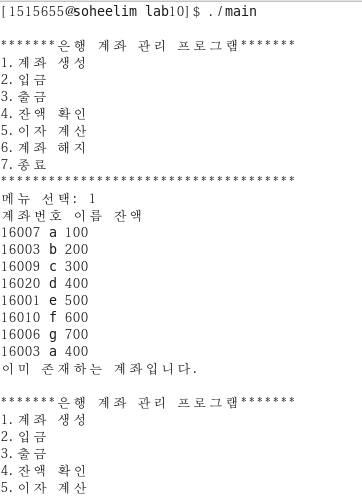 [1515655@soheelim lab10]$ ./main
*******은행 계좌 관리 프로그램*******
1.계좌 생성
2.입금
3.출금
4.잔액 확인
5.이자 계산
6.계좌 해지
7.종료
*************************************
메뉴 선택: 1
계좌번호 이름 잔액
16007 a 100
16003 b 200
16009 c 300
16020 d 400
16001 e 500
16010 f 600
16006 g 700
16003 a 400
이미 존재하는 계좌입니다.
*******은행 계좌 관리 프로그램*******
1.계좌 생성
2.입금
3.출금
4.잔액 확인
5.이자 계산